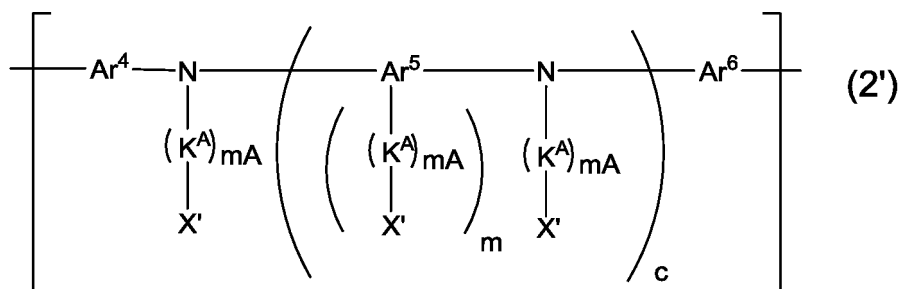 Ar⁴ N Ar⁵ N Ar⁶ (2')
(Kᴬ)mA (Kᴬ)mA (Kᴬ)mA
X' X' m X' c